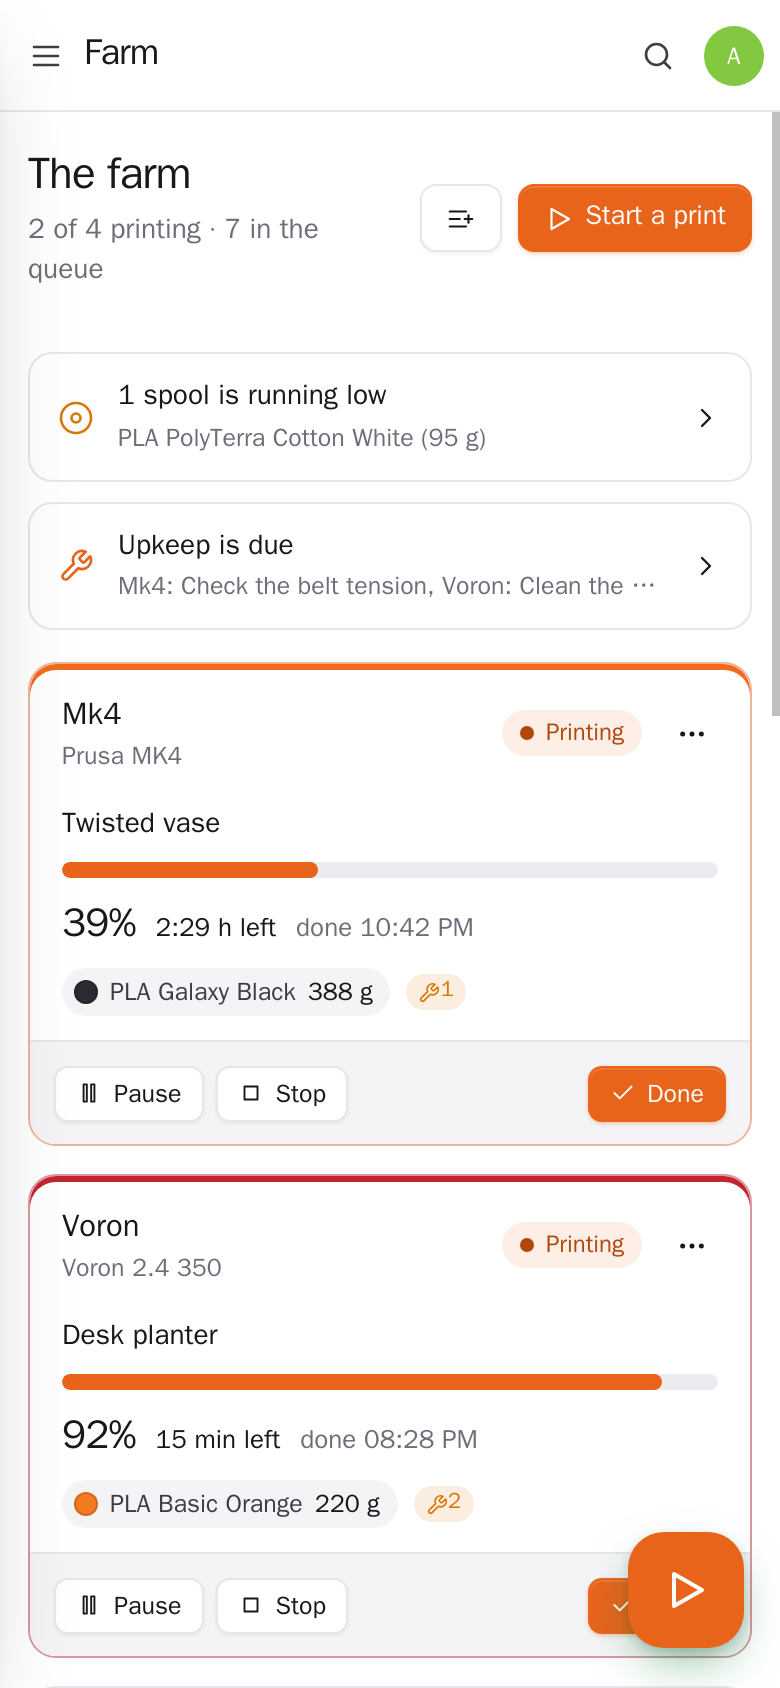 Farm
A
The farm
2 of 4 printing · 7 in the
queue
Start a print
1 spool is running low
PLA PolyTerra Cotton White (95 g)
Upkeep is due
Mk4: Check the belt tension, Voron: Clean the ···
Mk4
Prusa MK4
Printing
Twisted vase
39% 2:29 h left done 10:42 PM
PLA Galaxy Black 388 g 1
Pause Stop Done
Voron
Voron 2.4 350
Printing
Desk planter
92% 15 min left done 08:28 PM
PLA Basic Orange 220 g 2
Pause Stop